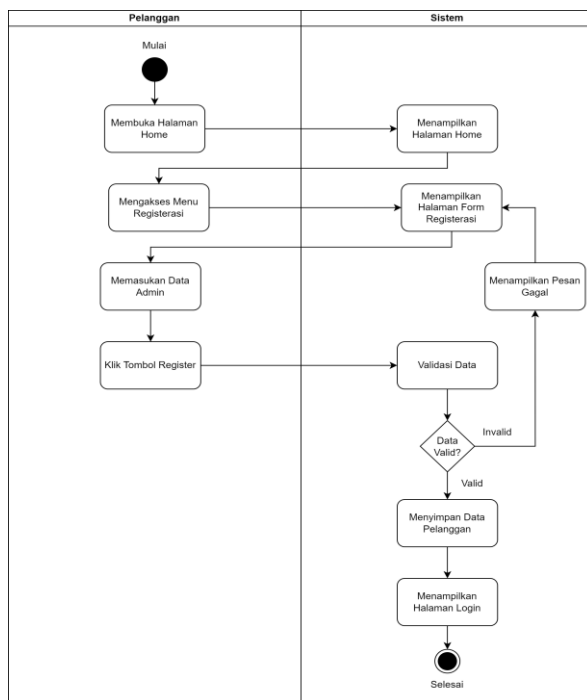 Pelanggan
Sistem
Mulai
Membuka Halaman
Home
Menampilkan
Halaman Home
Mengakses Menu
Registerasi
Menampilkan
Halaman Form
Registerasi
Memasukan Data
Admin
Menampilkan Pesan
Gagal
Klik Tombol Register
Validasi Data
Data
Valid?
Invalid
Valid
Menyimpan Data
Pelanggan
Menampilkan
Halaman Login
Selesai